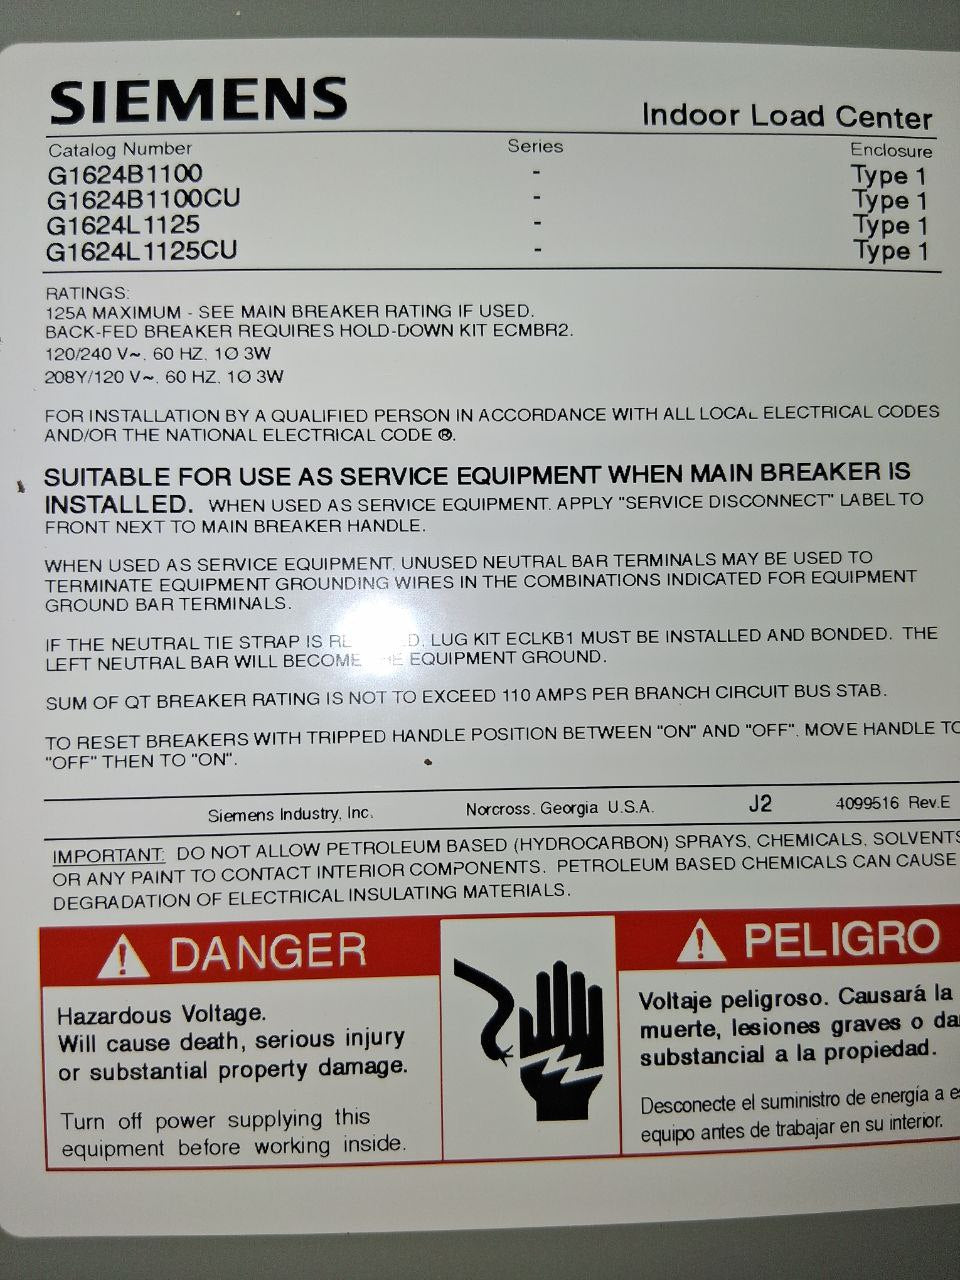 SIEMENS
Indoor Load Center
Catalog Number Series Enclosure
G1624B1100 - Type 1
G1624B1100CU - Type 1
G1624L1125 - Type 1
G1624L1125CU - Type 1
RATINGS:
125A MAXIMUM - SEE MAIN BREAKER RATING IF USED.
BACK-FED BREAKER REQUIRES HOLD-DOWN KIT ECMBR2.
120/240 V~, 60 HZ, 1Ø 3W
208Y/120 V~, 60 HZ, 1Ø 3W
FOR INSTALLATION BY A QUALIFIED PERSON IN ACCORDANCE WITH ALL LOCAL ELECTRICAL CODES
AND/OR THE NATIONAL ELECTRICAL CODE ®.
SUITABLE FOR USE AS SERVICE EQUIPMENT WHEN MAIN BREAKER IS
INSTALLED. WHEN USED AS SERVICE EQUIPMENT, APPLY "SERVICE DISCONNECT" LABEL TO
FRONT NEXT TO MAIN BREAKER HANDLE.
WHEN USED AS SERVICE EQUIPMENT, UNUSED NEUTRAL BAR TERMINALS MAY BE USED TO
TERMINATE EQUIPMENT GROUNDING WIRES IN THE COMBINATIONS INDICATED FOR EQUIPMENT
GROUND BAR TERMINALS.
IF THE NEUTRAL TIE STRAP IS LUG KIT ECLKB1 MUST BE INSTALLED AND BONDED. THE
LEFT NEUTRAL BAR WILL BECOME EQUIPMENT GROUND.
SUM OF QT BREAKER RATING IS NOT TO EXCEED 110 AMPS PER BRANCH CIRCUIT BUS STAB.
TO RESET BREAKERS WITH TRIPPED HANDLE POSITION BETWEEN "ON" AND "OFF", MOVE HANDLE TO
"OFF" THEN TO "ON".
Siemens Industry, Inc. Norcross, Georgia U.S.A. J2 4099516 Rev.E
IMPORTANT: DO NOT ALLOW PETROLEUM BASED (HYDROCARBON) SPRAYS, CHEMICALS, SOLVENTS
OR ANY PAINT TO CONTACT INTERIOR COMPONENTS. PETROLEUM BASED CHEMICALS CAN CAUSE
DEGRADATION OF ELECTRICAL INSULATING MATERIALS.
DANGER
Hazardous Voltage.
Will cause death, serious injury
or substantial property damage.
Turn off power supplying this
equipment before working inside.
PELIGRO
Voltaje peligroso. Causará la
muerte, lesiones graves o
substancial a la propiedad.
Desconecte el suministro de energía a
equipo antes de trabajar en su interior.